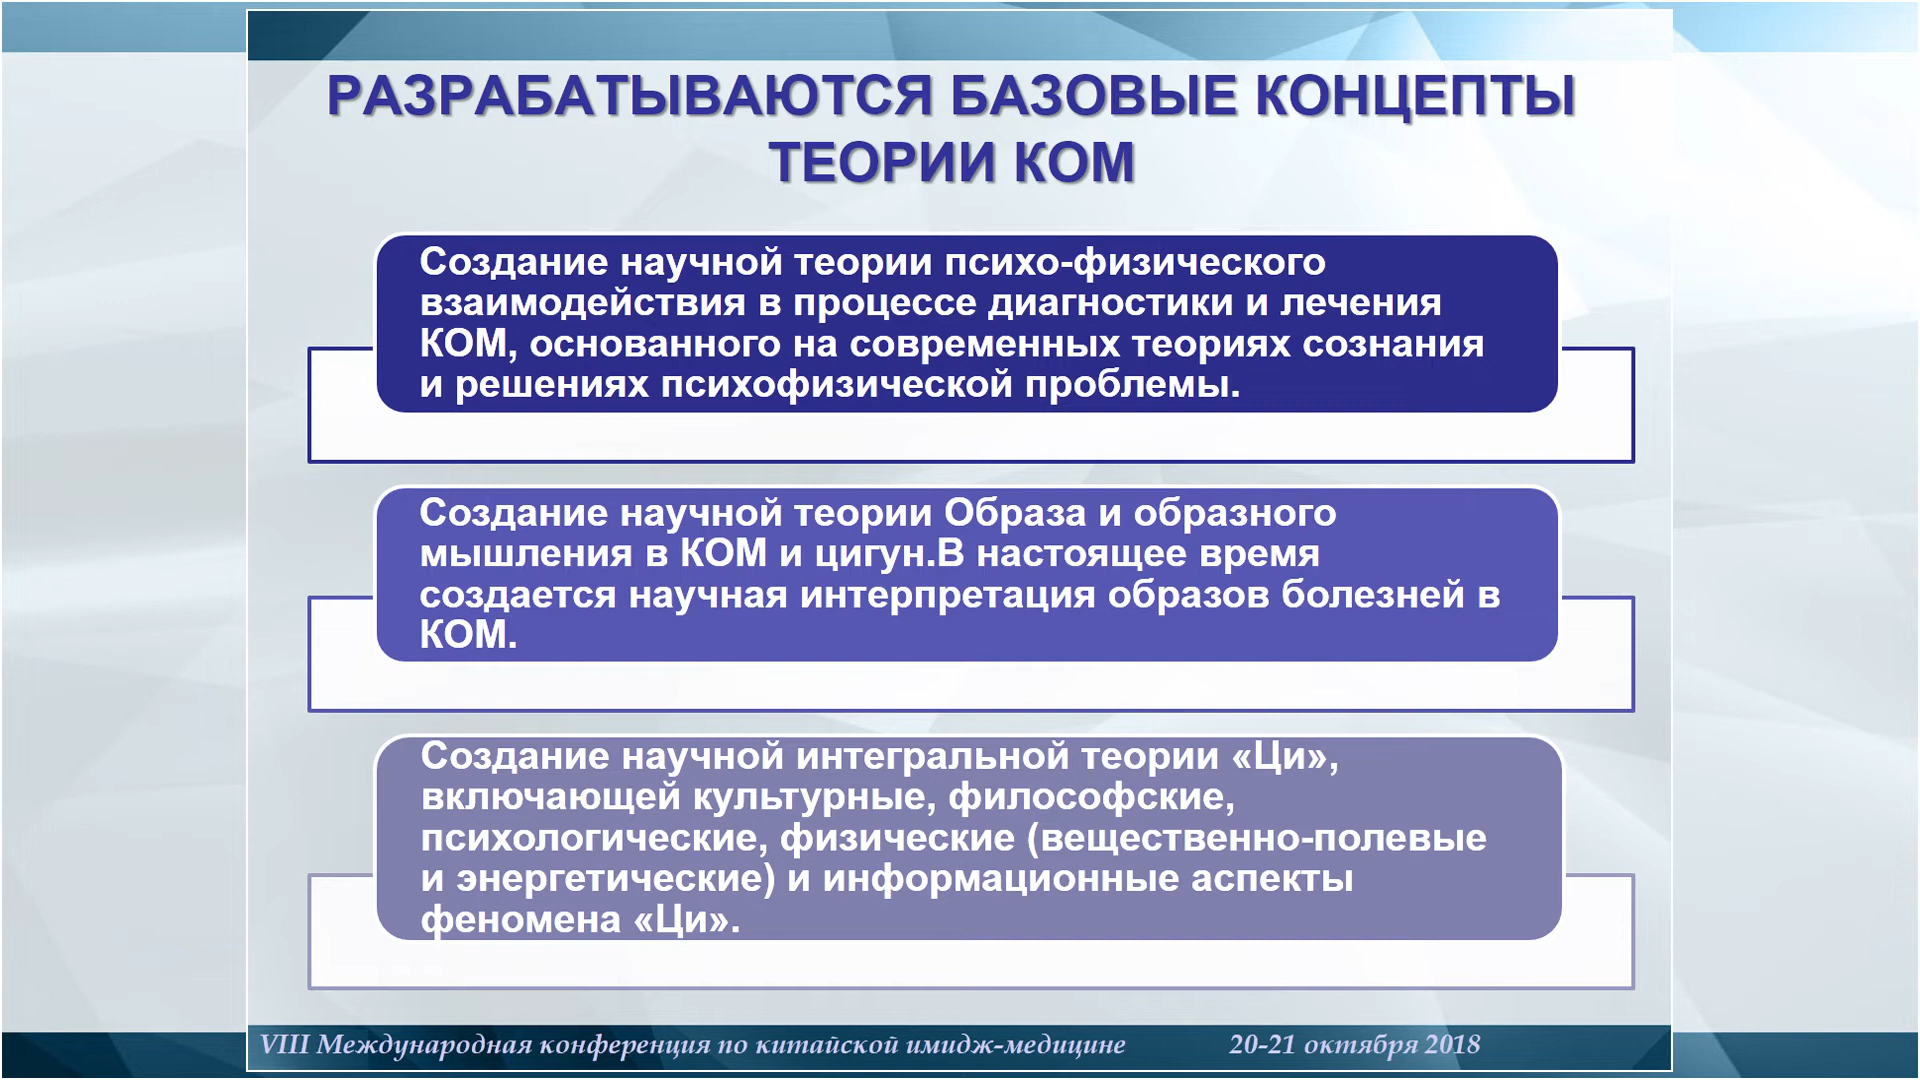 РАЗРАБАТЫВАЮТСЯ БАЗОВЫЕ КОНЦЕПТЫ
ТЕОРИИ КОМ
Создание научной теории психо-физического
взаимодействия в процессе диагностики и лечения
КОМ, основанного на современных теориях сознания
и решениях психофизической проблемы.
Создание научной теории Образа и образного
мышления в КОМ и цигун.В настоящее время
создается научная интерпретация образов болезней в
КОМ.
Создание научной интегральной теории «Ци»,
включающей культурные, философские,
психологические, физические (вещественно-полевые
и энергетические) и информационные аспекты
феномена «Ци».
VIII Международная конференция по китайской имидж-медицине 20-21 октября 2018